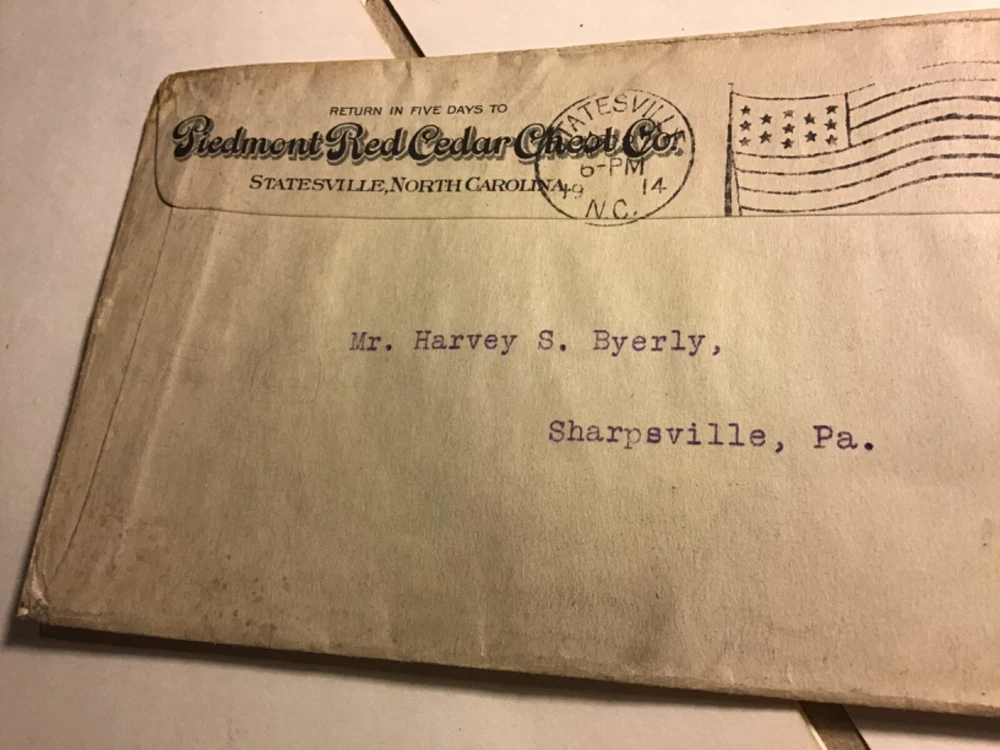 RETURN IN FIVE DAYS TO
Piedmont Red Cedar Chest Co.
STATESVILLE, NORTH CAROLINA.
STATESVILLE
6-PM
14
N.C.
Mr. Harvey S. Byerly,
Sharpsville, Pa.